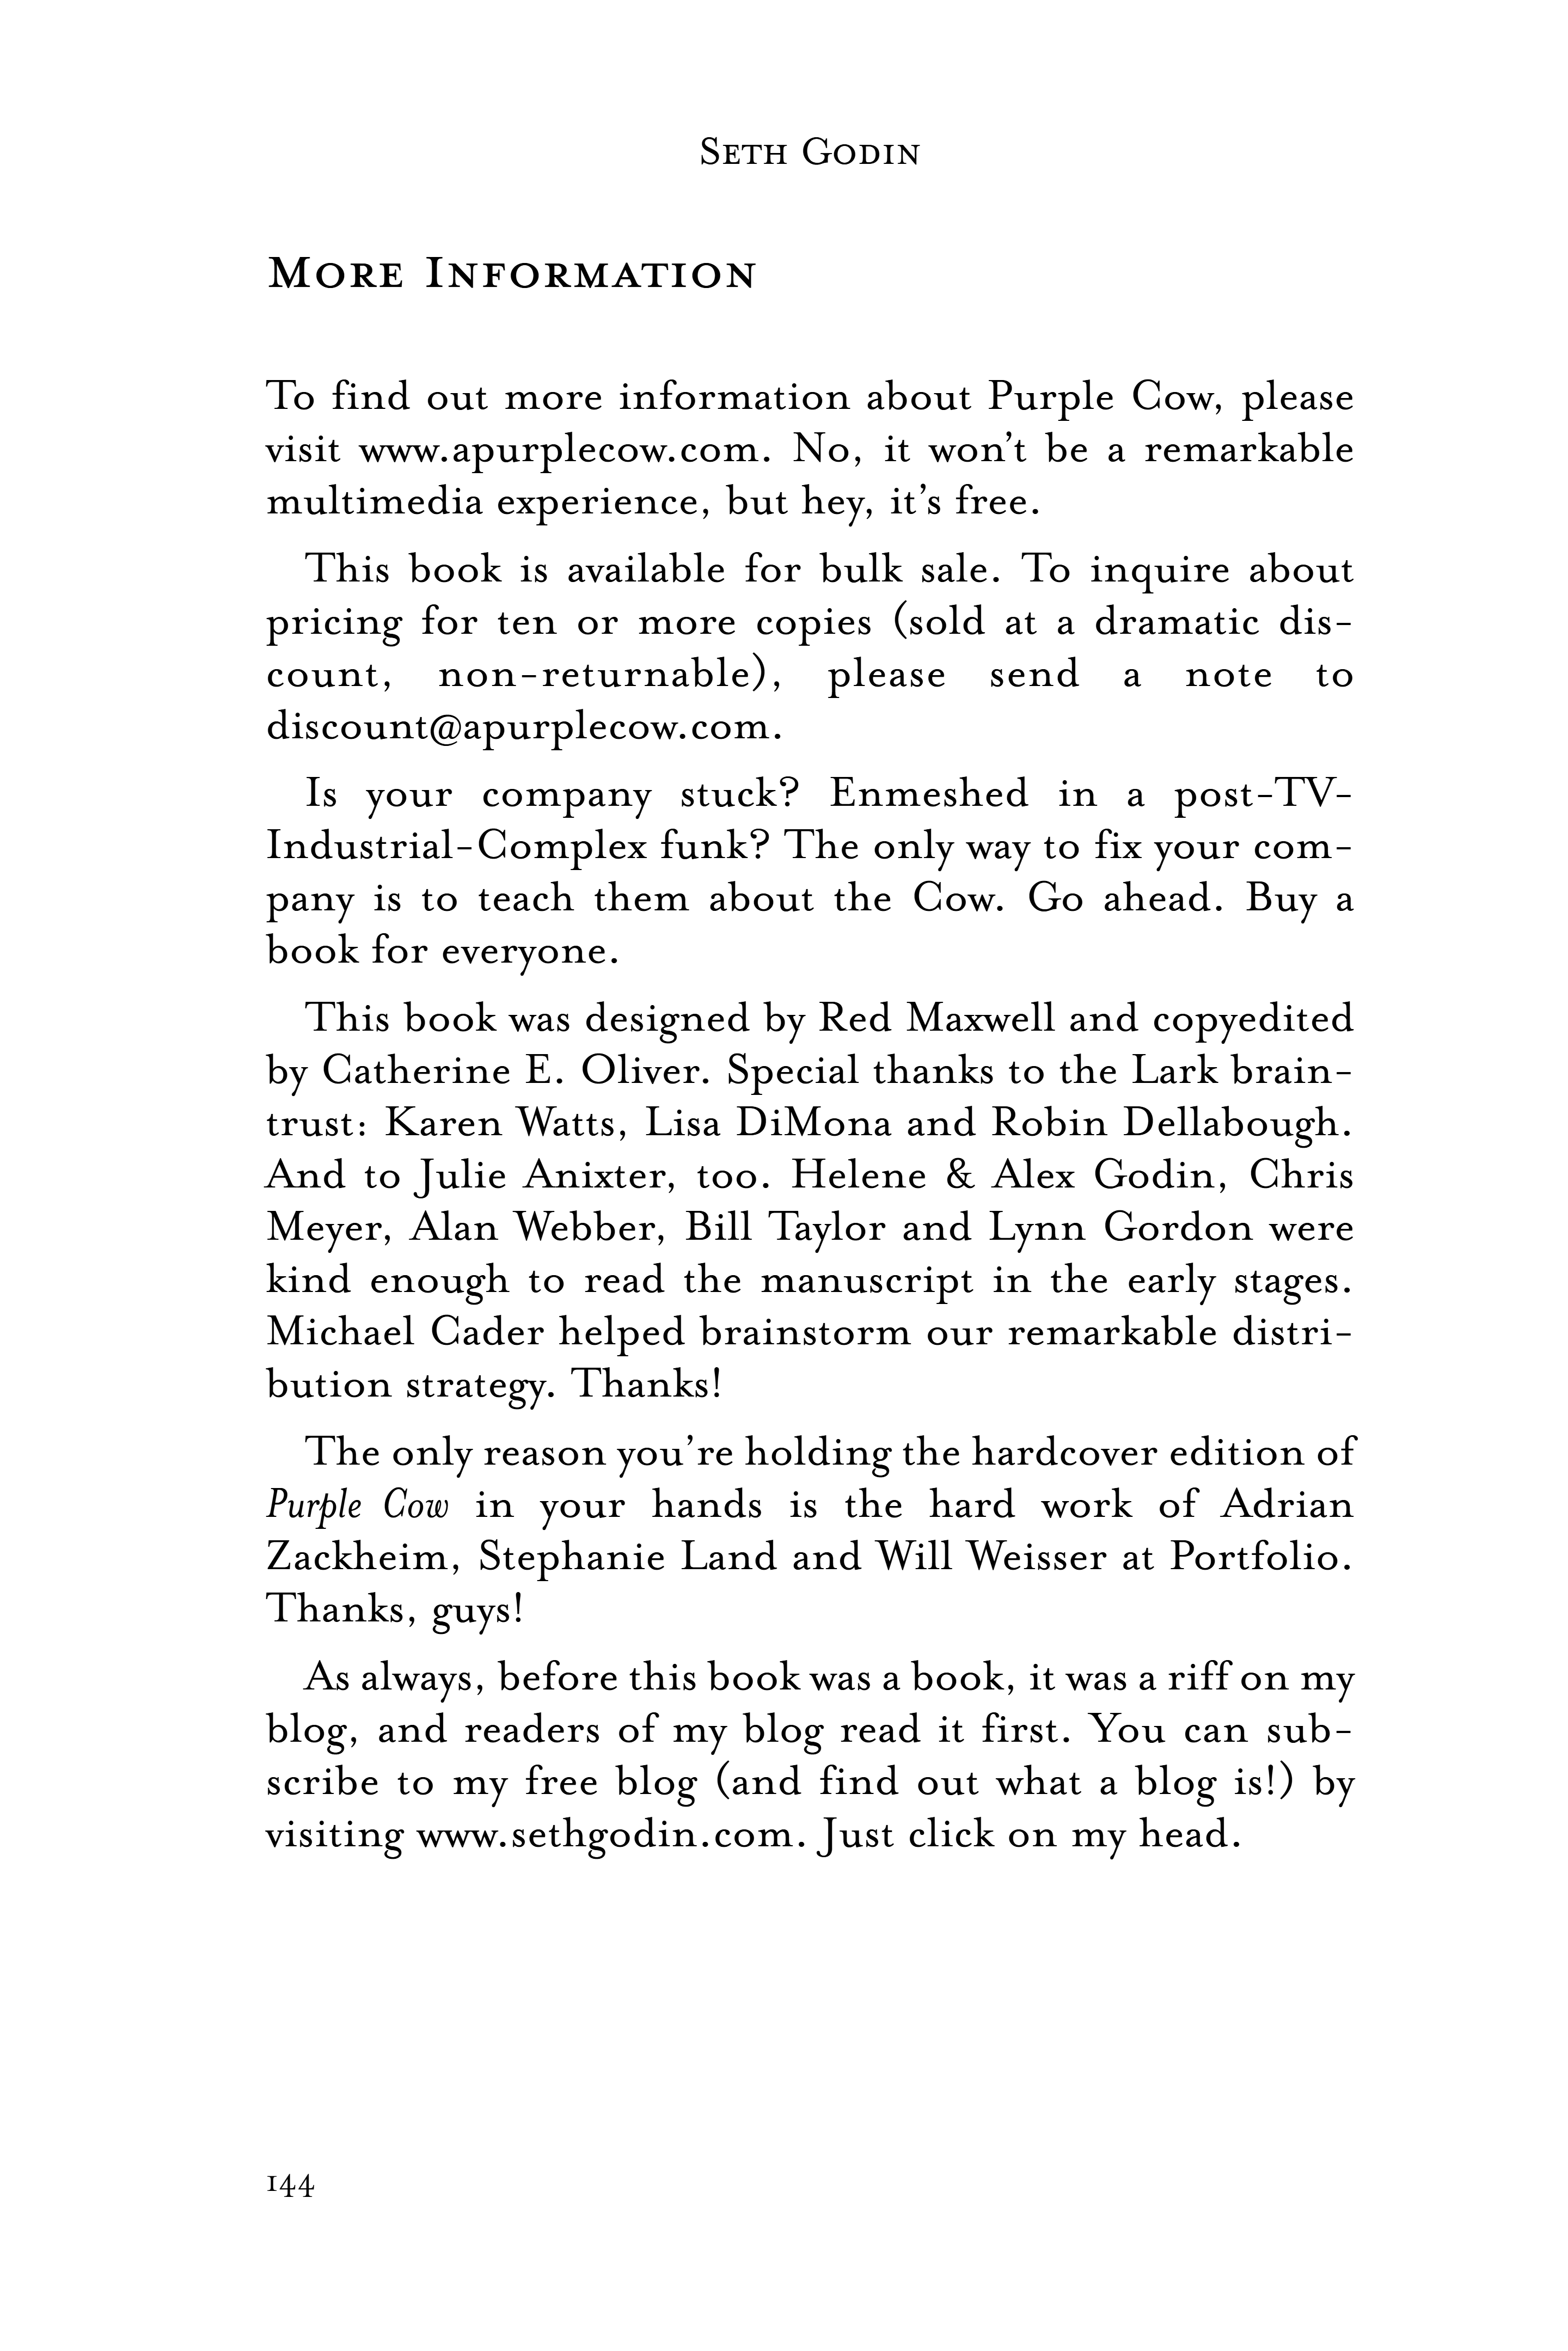 Seth Godin
More Information
To find out more information about Purple Cow, please
visit www.apurplecow.com. No, it won't be a remarkable
multimedia experience, but hey, it's free.
This book is available for bulk sale. To inquire about
pricing for ten or more copies (sold at a dramatic dis-
count, non-returnable), please send a note to
discount@apurplecow.com.
Is your company stuck? Enmeshed in a post-TV-
Industrial-Complex funk? The only way to fix your com-
pany is to teach them about the Cow. Go ahead. Buy a
book for everyone.
This book was designed by Red Maxwell and copyedited
by Catherine E. Oliver. Special thanks to the Lark brain-
trust: Karen Watts, Lisa DiMona and Robin Dellabough.
And to Julie Anixter, too. Helene & Alex Godin, Chris
Meyer, Alan Webber, Bill Taylor and Lynn Gordon were
kind enough to read the manuscript in the early stages.
Michael Cader helped brainstorm our remarkable distri-
bution strategy. Thanks!
The only reason you're holding the hardcover edition of
Purple Cow in your hands is the hard work of Adrian
Zackheim, Stephanie Land and Will Weisser at Portfolio.
Thanks, guys!
As always, before this book was a book, it was a riff on my
blog, and readers of my blog read it first. You can sub-
scribe to my free blog (and find out what a blog is!) by
visiting www.sethgodin.com. Just click on my head.
144